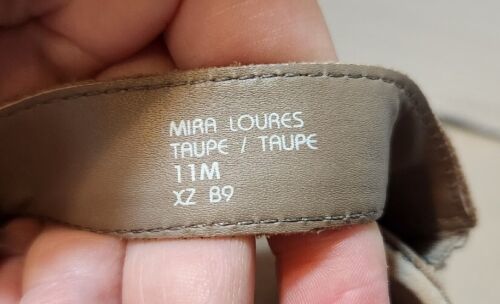 MIRA LOURES
TAUPE / TAUPE
11M
XZ B9